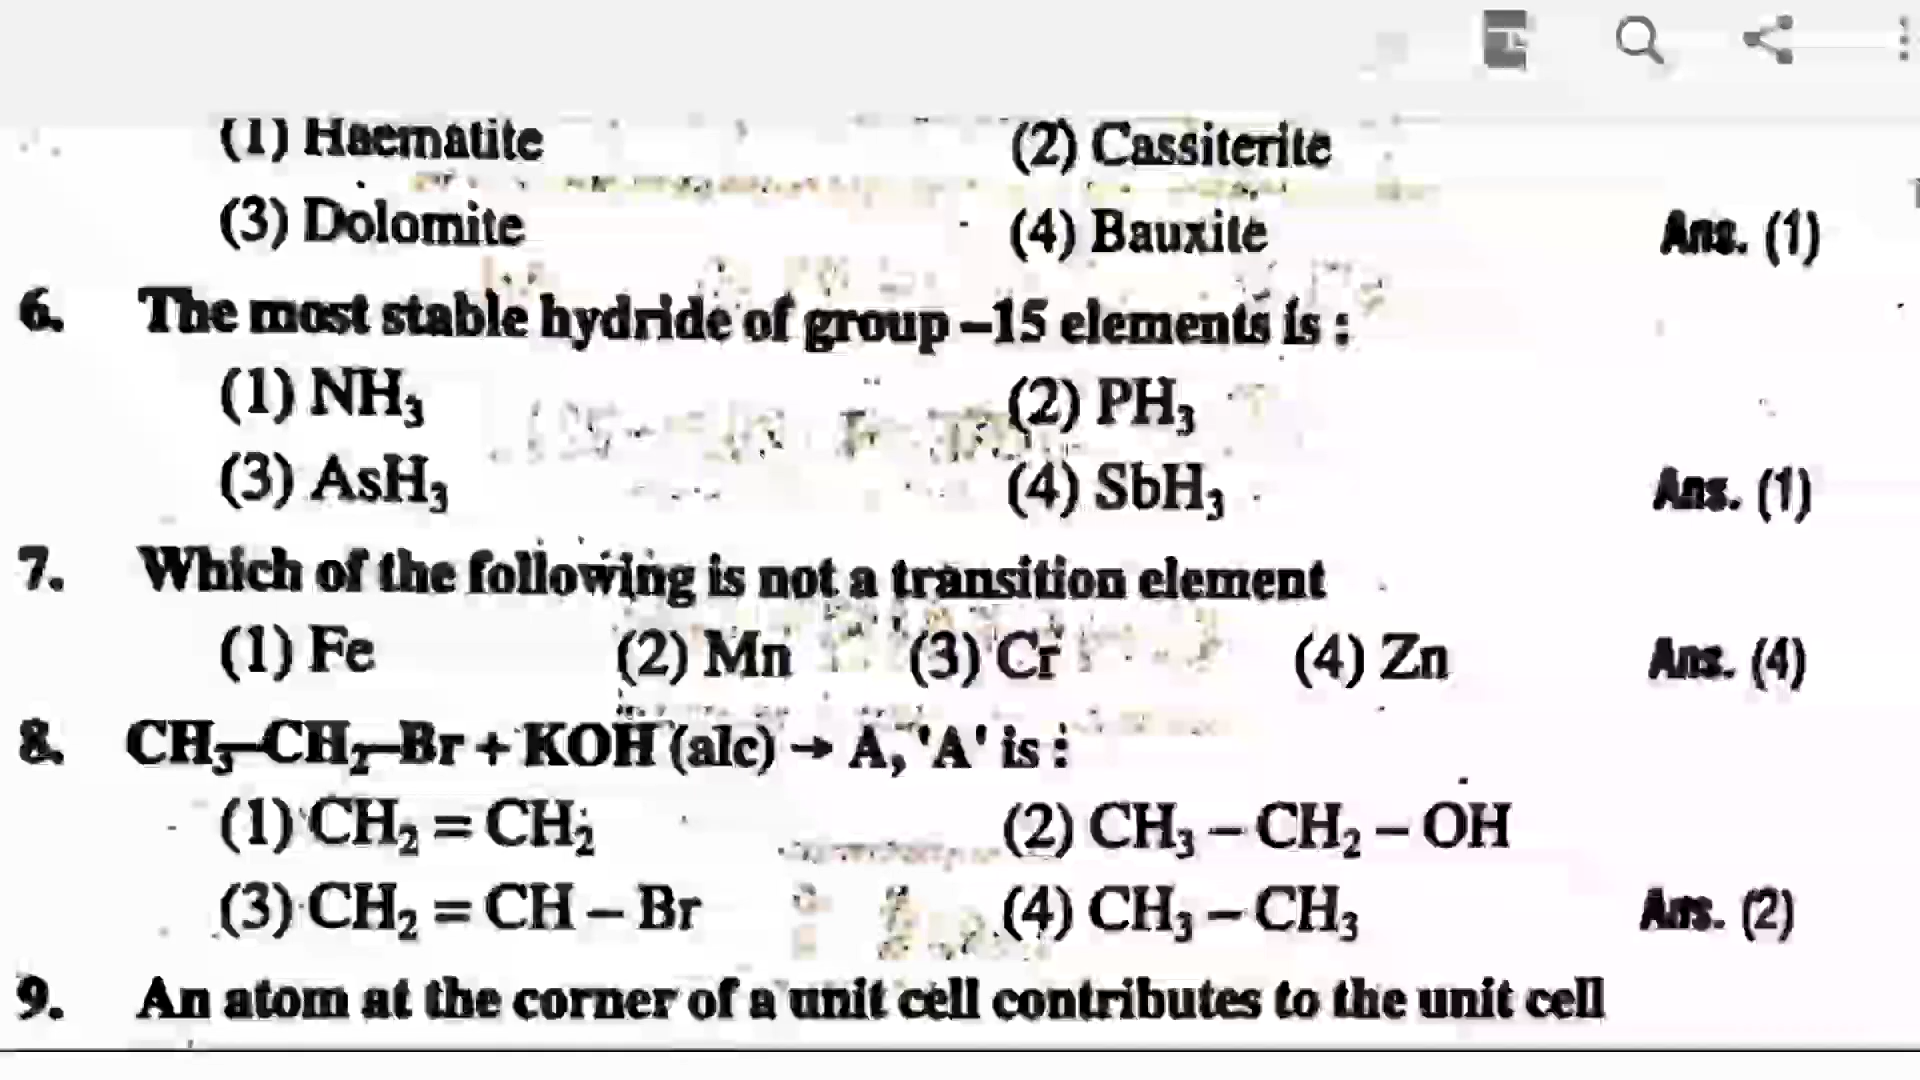 (1) Haematite (2) Cassiterite
(3) Dolomite (4) Bauxite Ans. (1)
6. The most stable hydride of group –15 elements is :
(1) NH₃ (2) PH₃
(3) AsH₃ (4) SbH₃ Ans. (1)
7. Which of the following is not a transition element
(1) Fe (2) Mn (3) Cr (4) Zn Ans. (4)
8. CH₃–CH₂–Br + KOH (alc) → A, 'A' is :
(1) CH₂ = CH₂ (2) CH₃ – CH₂ – OH
(3) CH₂ = CH – Br (4) CH₃ – CH₃ Ans. (2)
9. An atom at the corner of a unit cell contributes to the unit cell